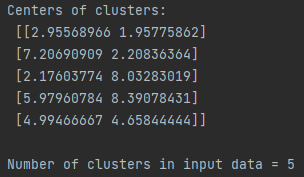 Centers of clusters:
[[2.95568966 1.95775862]
[7.20690909 2.20836364]
[2.17603774 8.03283019]
[5.97960784 8.39078431]
[4.99466667 4.65844444]]
Number of clusters in input data = 5